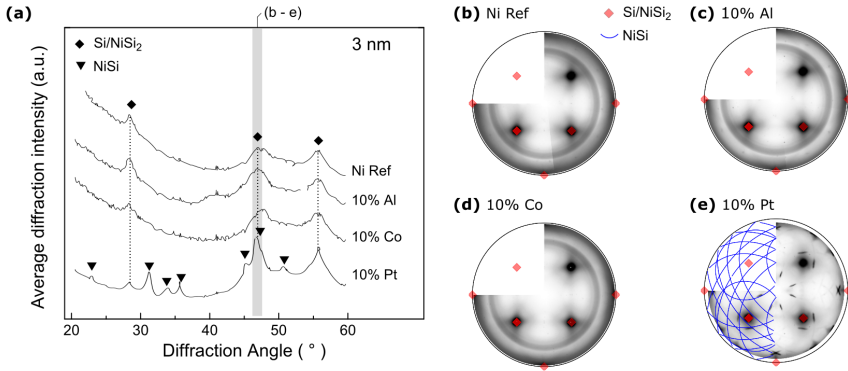 (a)
(b - e)
Si/NiSi₂
NiSi
3 nm
Average diffraction intensity (a.u.)
Ni Ref
10% Al
10% Co
10% Pt
20 30 40 50 60
Diffraction Angle ( ° )
(b) Ni Ref
Si/NiSi₂
NiSi
(c) 10% Al
(d) 10% Co
(e) 10% Pt